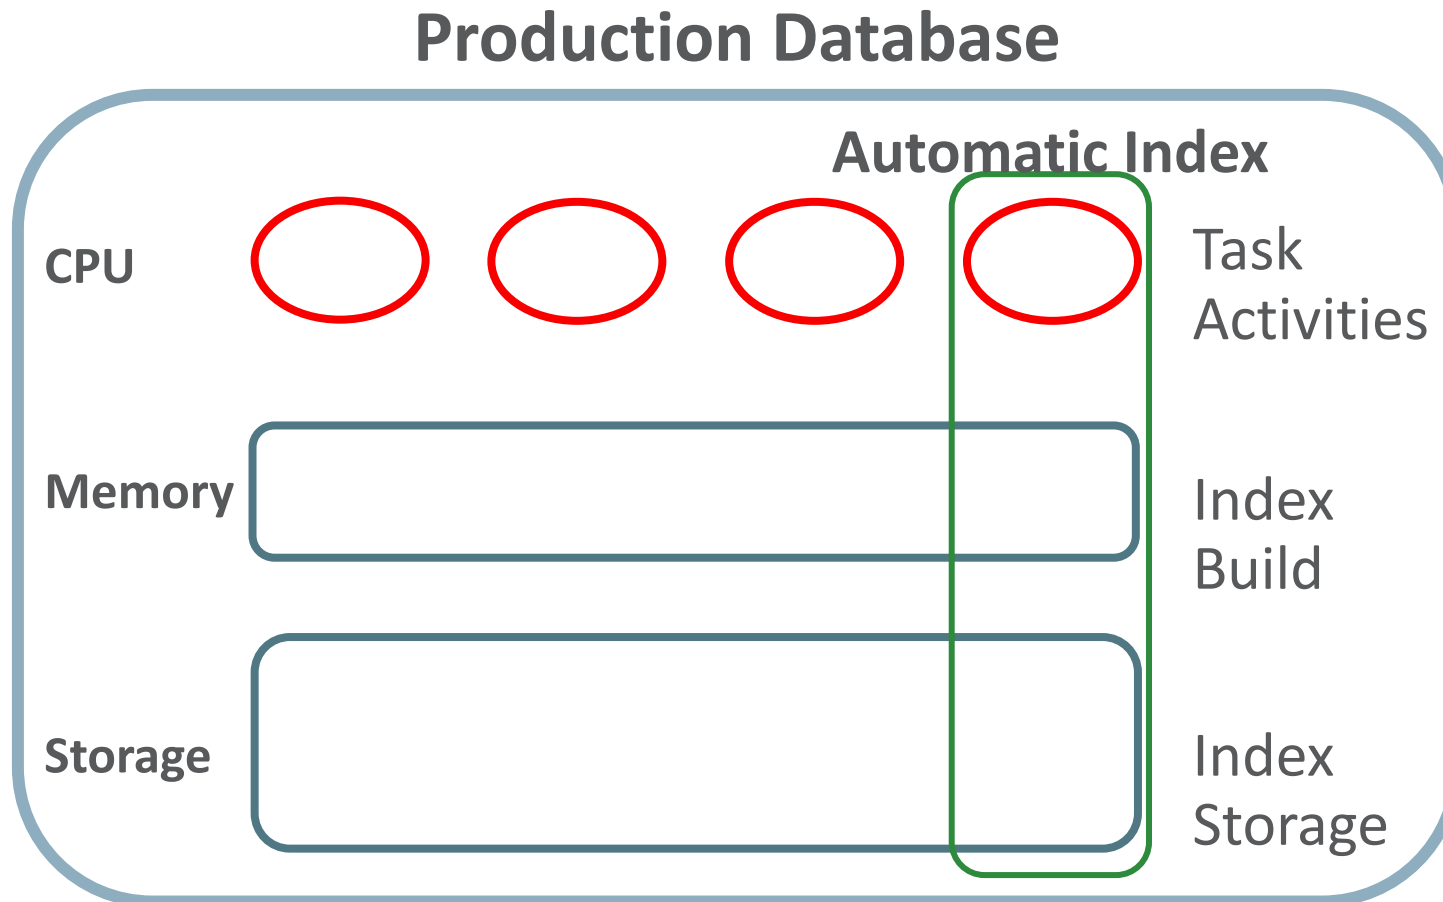 Production Database
Automatic Index
CPU
Task
Activities
Memory
Index
Build
Storage
Index
Storage